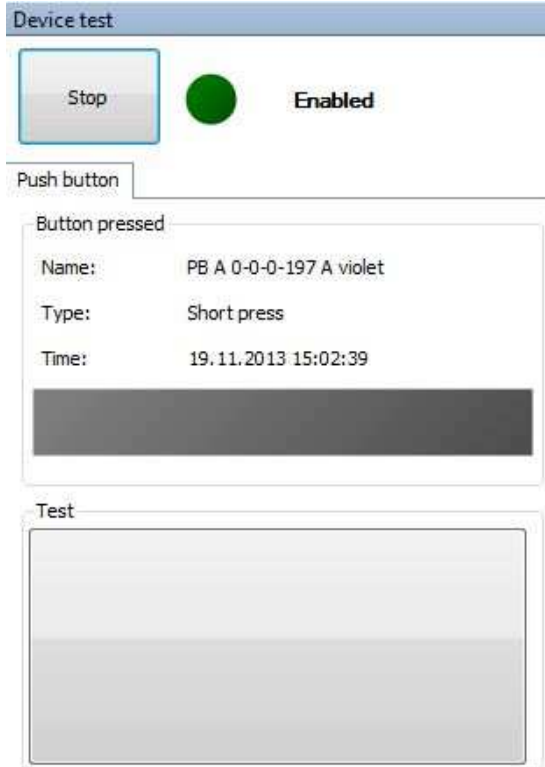 Device test
Stop
Enabled
Push button
Button pressed
Name: PB A 0-0-0-197 A violet
Type: Short press
Time: 19.11.2013 15:02:39
Test